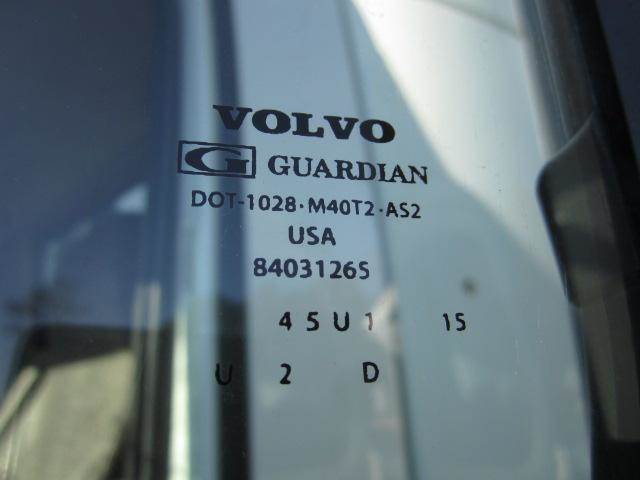 VOLVO
G GUARDIAN
DOT-1028·M40T2·AS2
USA
84031265
4 5 U 1 15
U 2 D